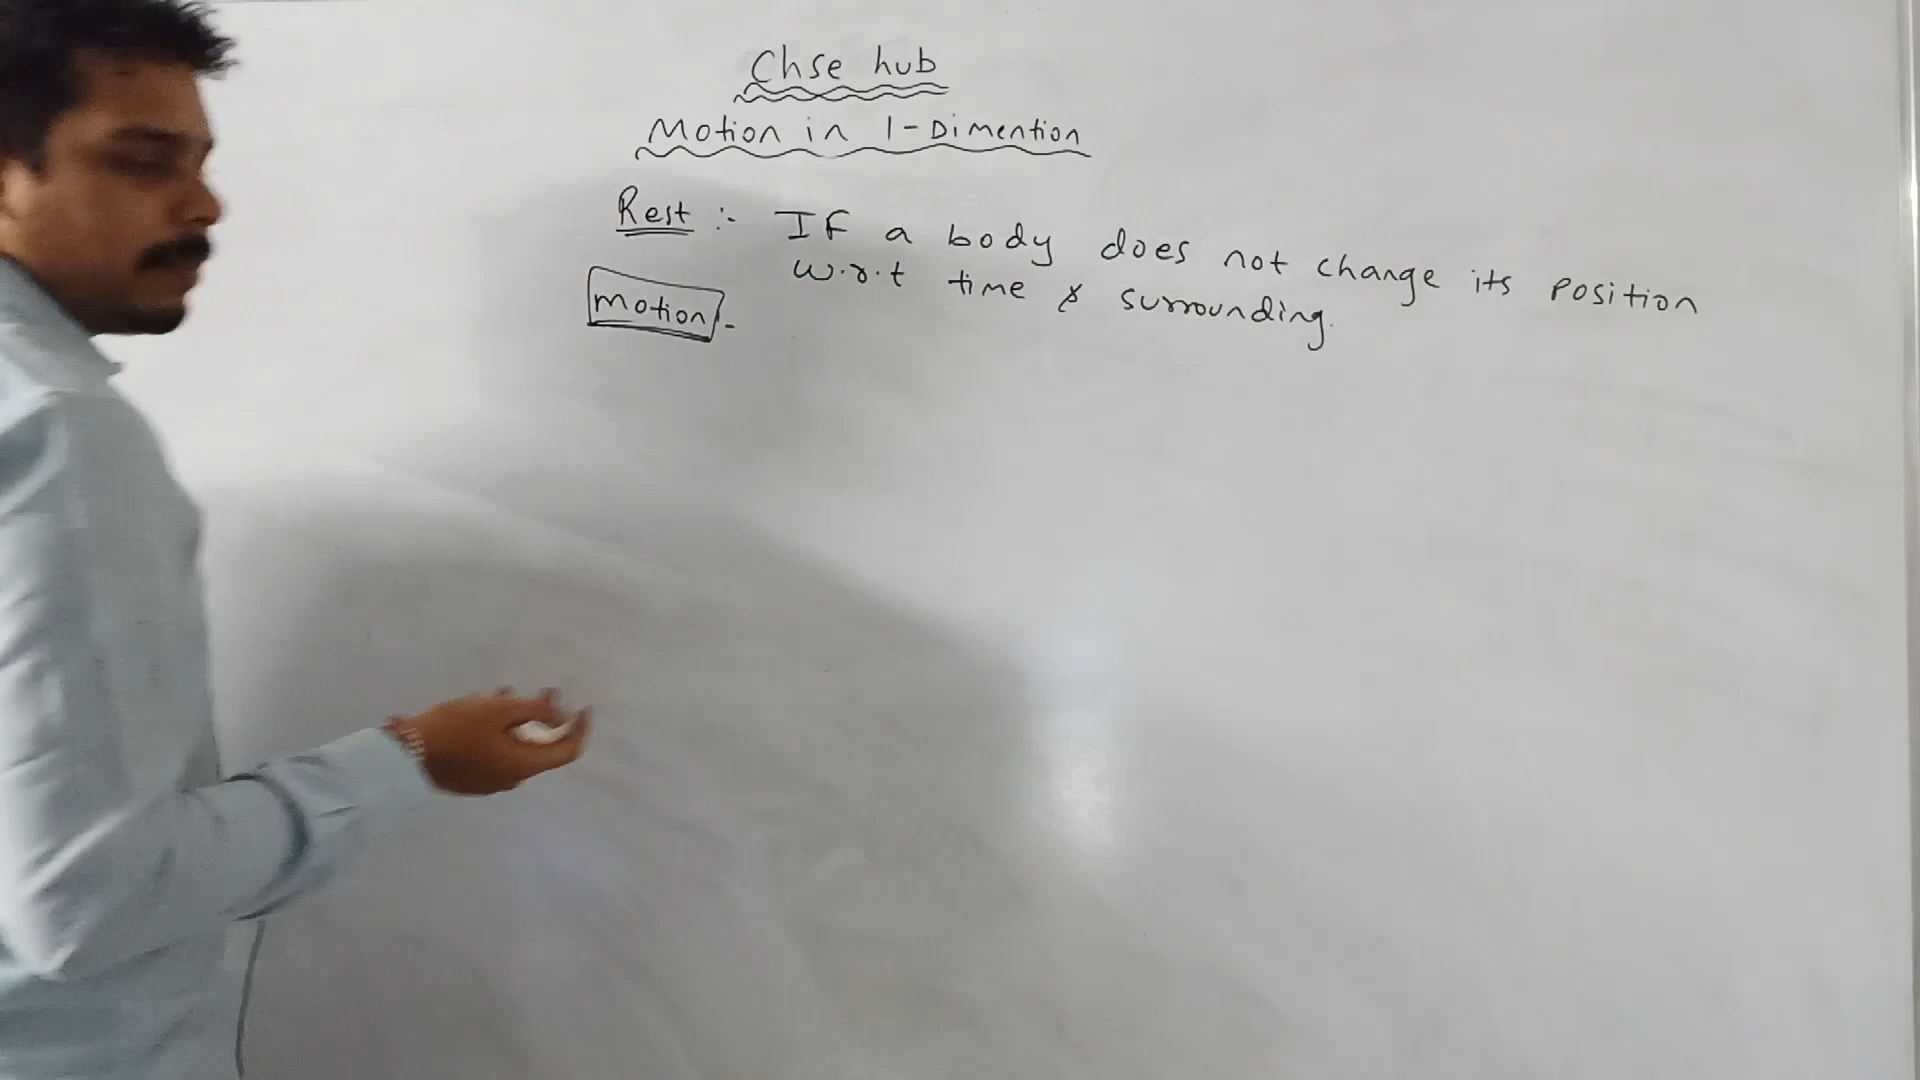 Chse hub
Motion in 1-Dimention
Rest :- IF a body does not change its position
w.r.t time & surrounding.
motion :-